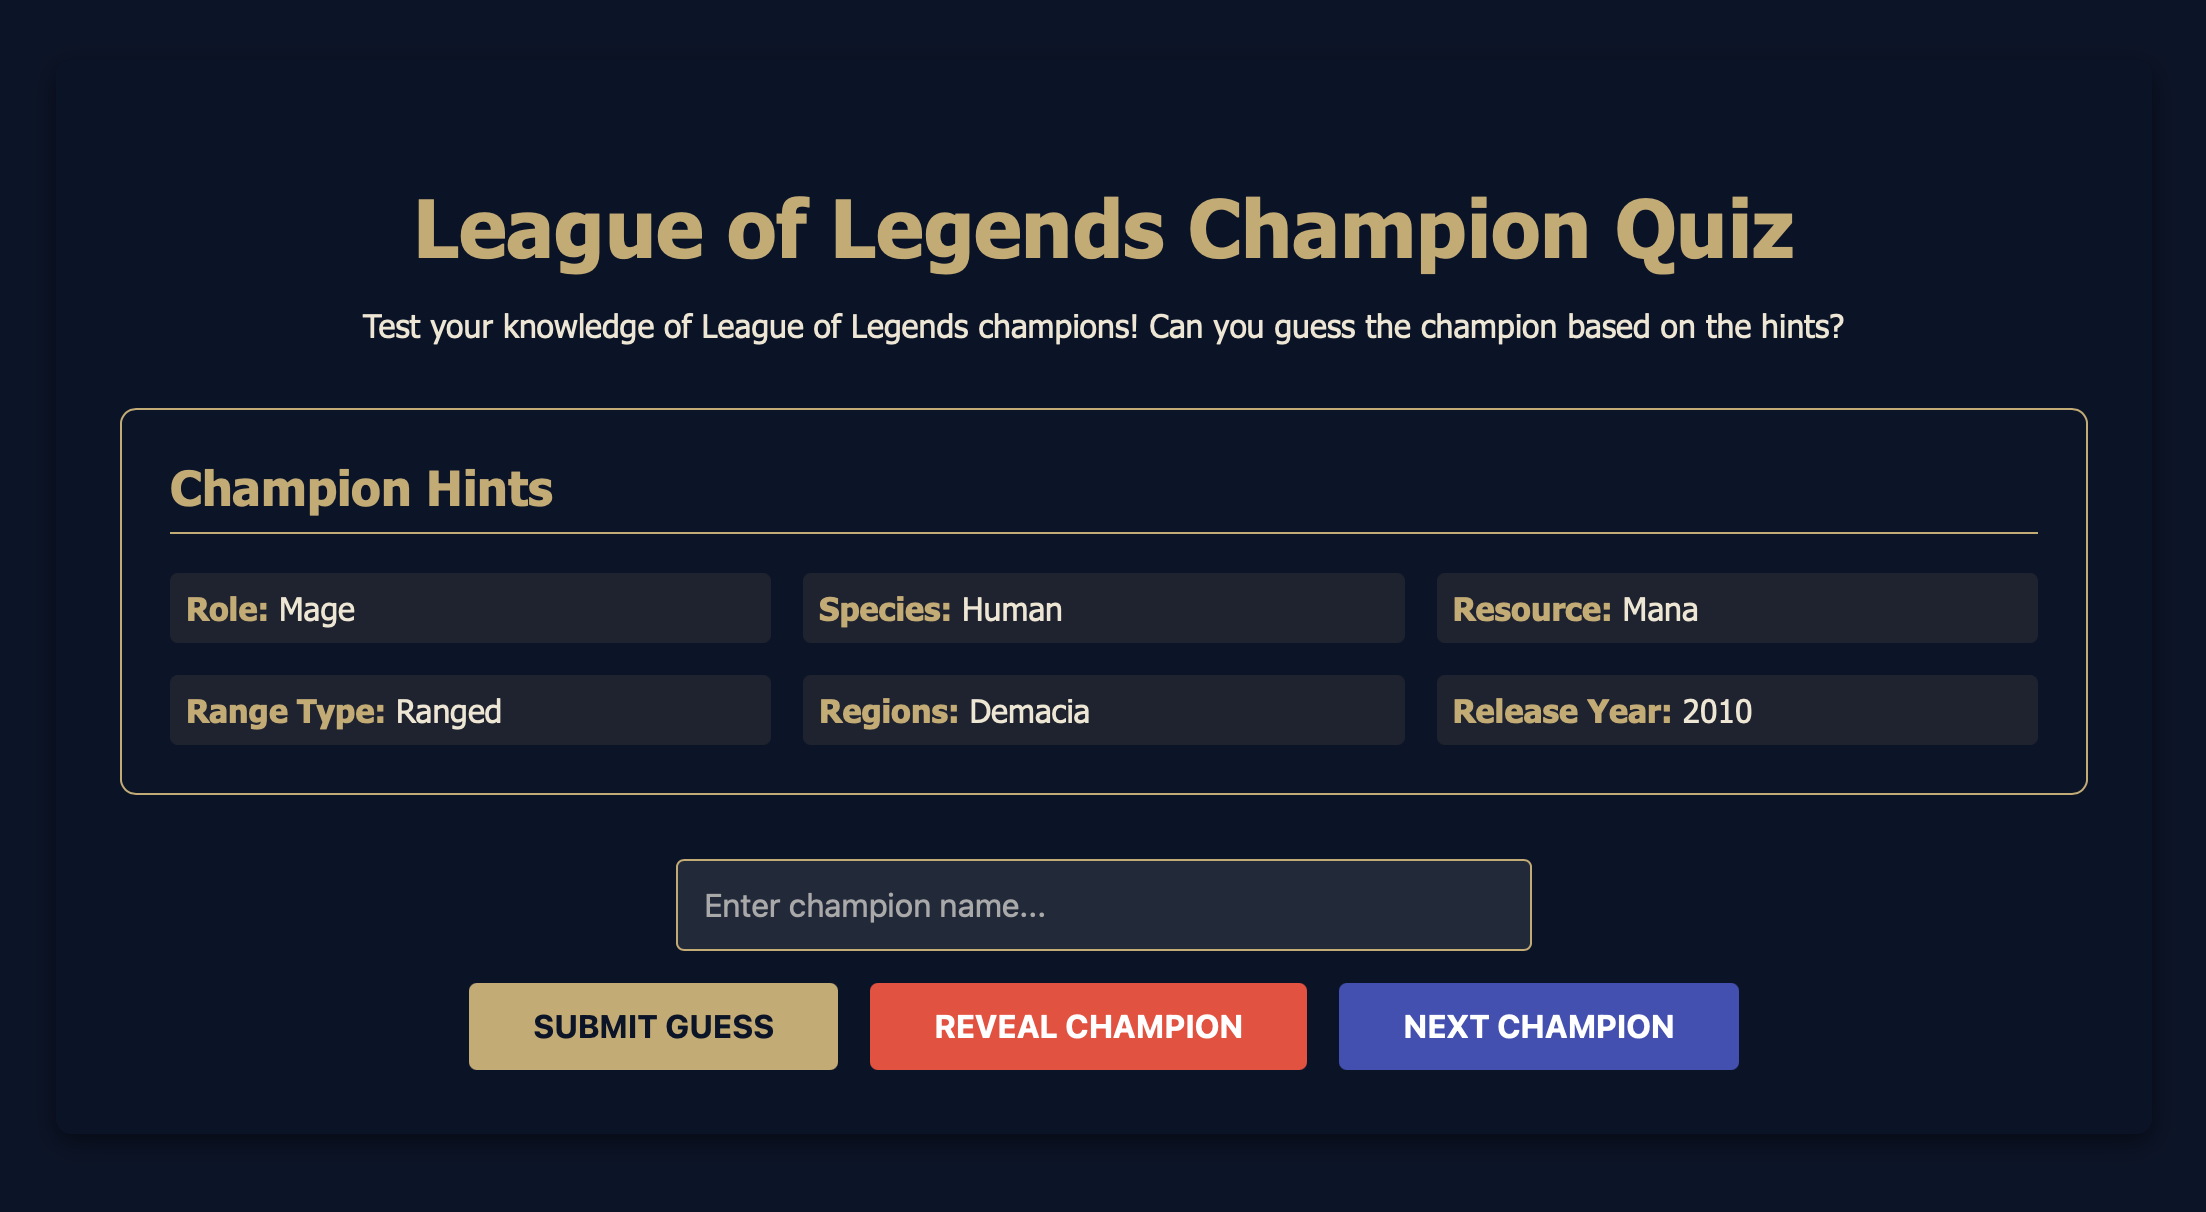 League of Legends Champion Quiz
Test your knowledge of League of Legends champions! Can you guess the champion based on the hints?
Champion Hints
Role: Mage
Species: Human
Resource: Mana
Range Type: Ranged
Regions: Demacia
Release Year: 2010
Enter champion name...
SUBMIT GUESS
REVEAL CHAMPION
NEXT CHAMPION